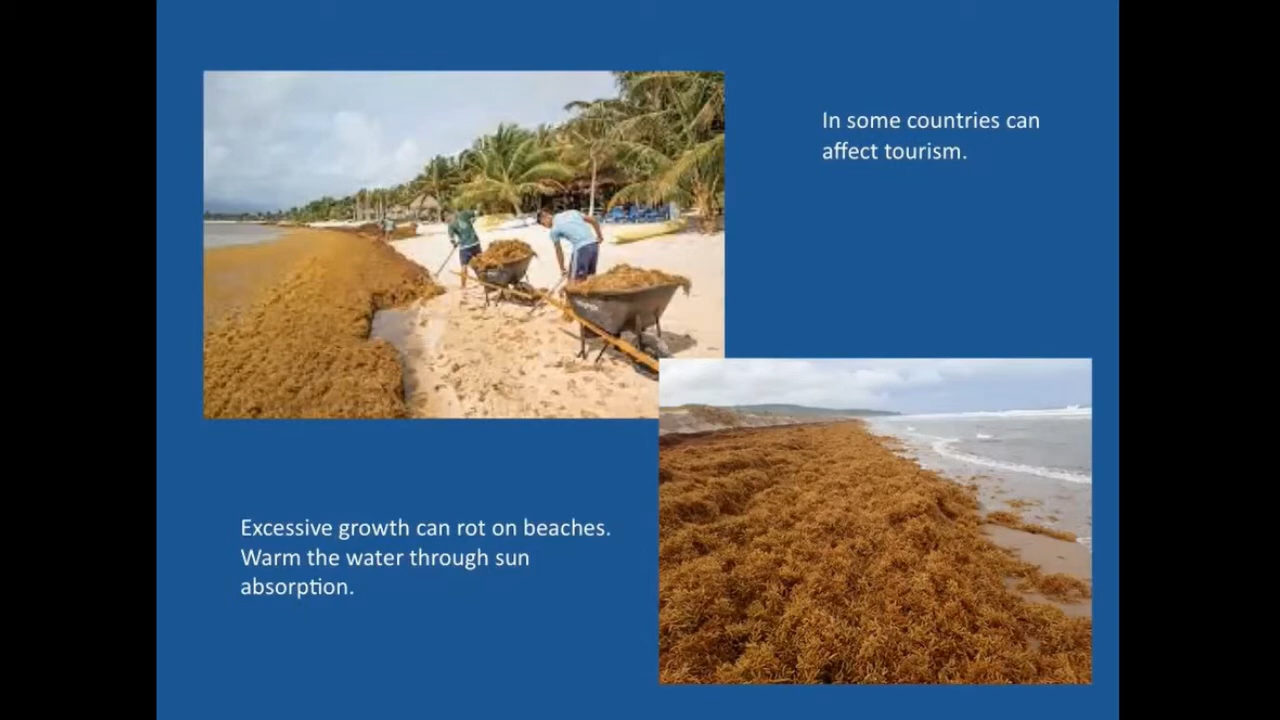 In some countries can
affect tourism.
Excessive growth can rot on beaches.
Warm the water through sun
absorption.